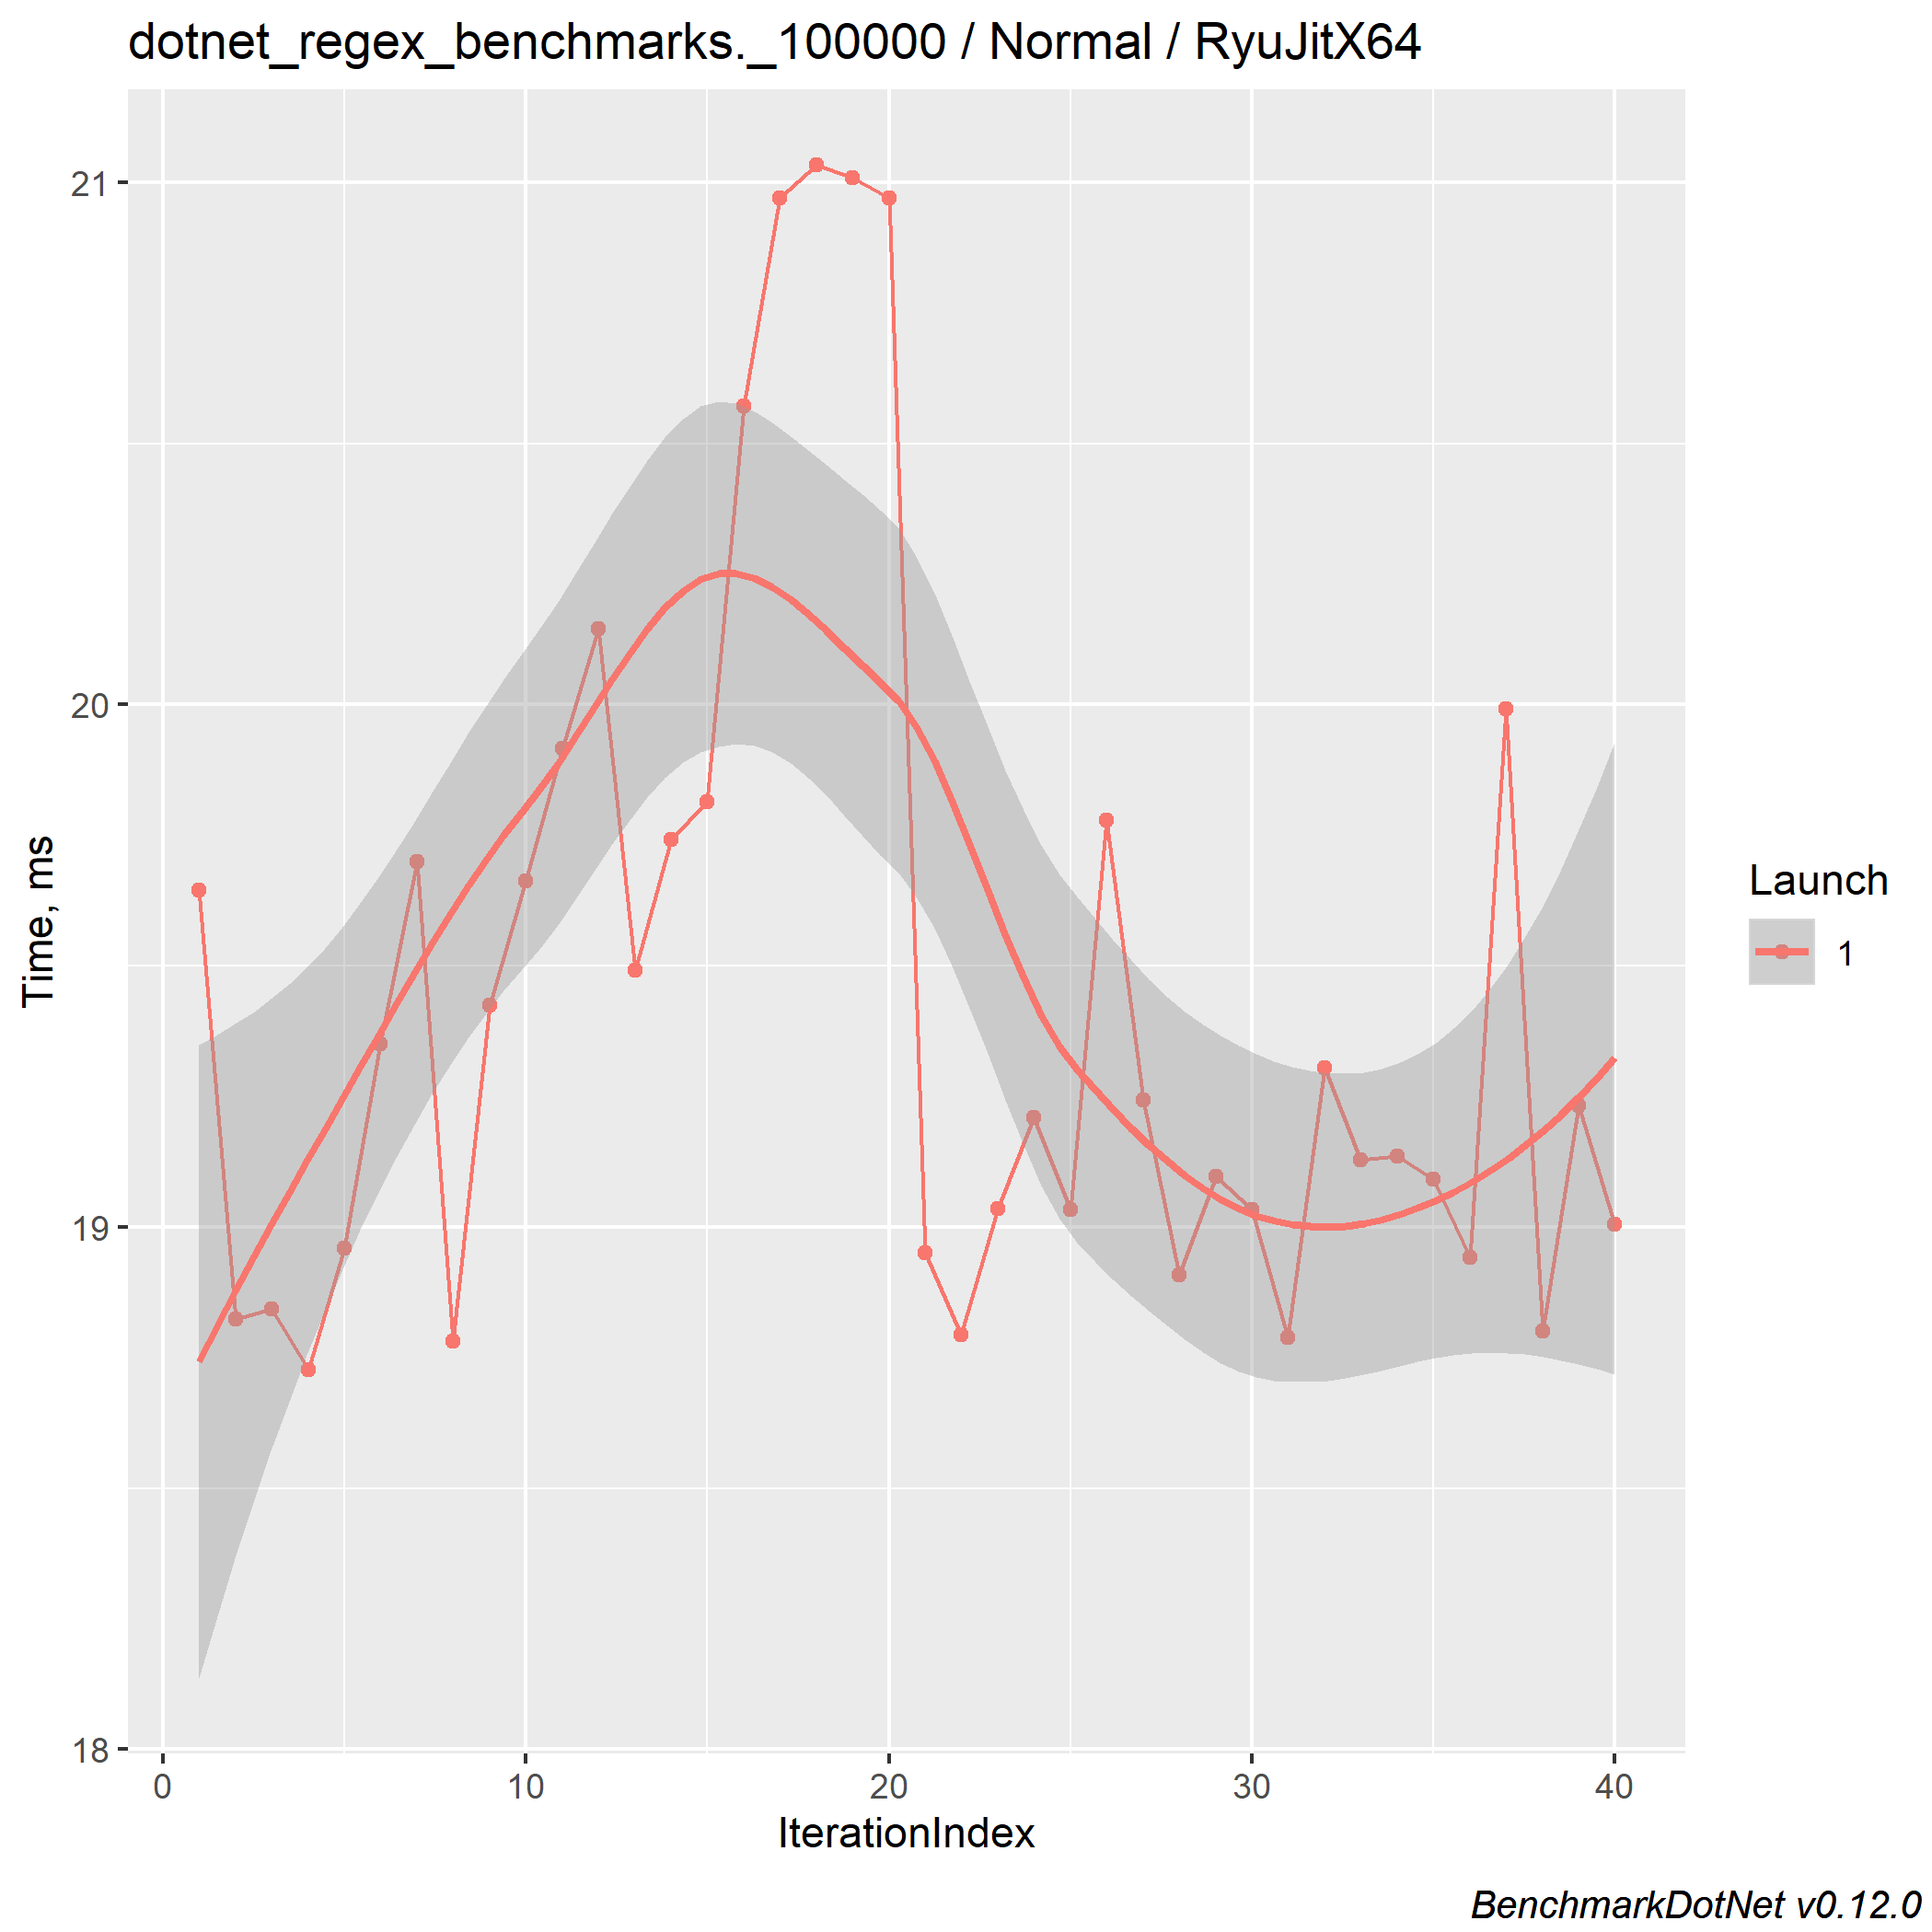 dotnet_regex_benchmarks._100000 / Normal / RyuJitX64
21
20
19
18
Time, ms
0 10 20 30 40
IterationIndex
Launch
1
BenchmarkDotNet v0.12.0